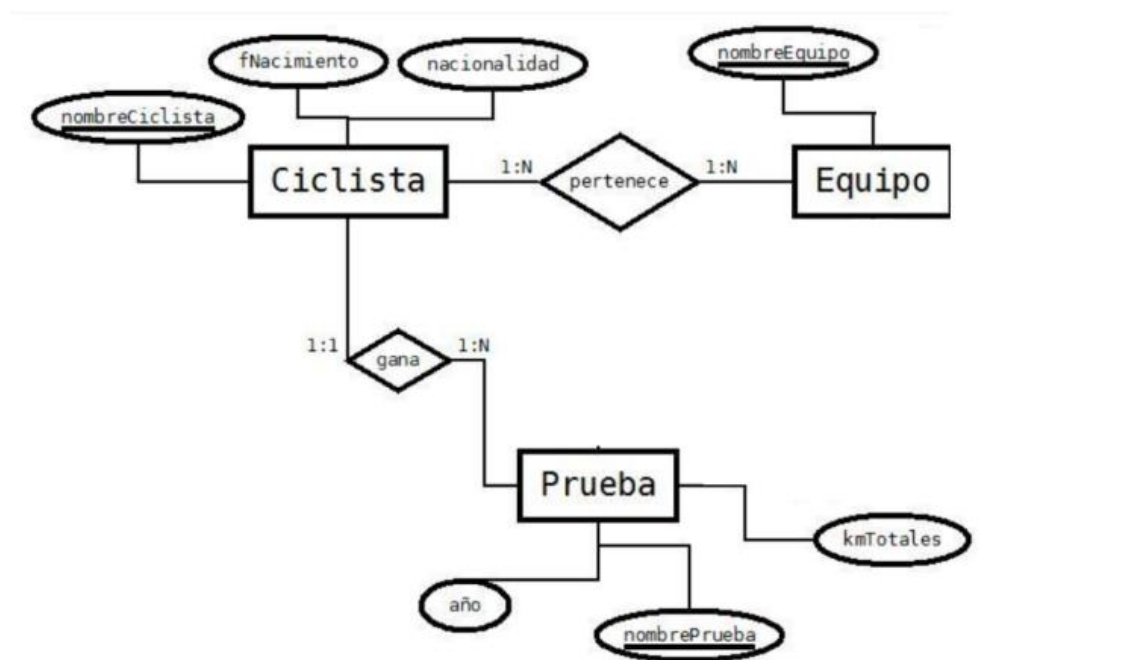 fNacimiento
nacionalidad
nombreEquipo
nombreCiclista
Ciclista
1:N
pertenece
1:N
Equipo
1:1
gana
1:N
Prueba
kmTotales
año
nombrePrueba